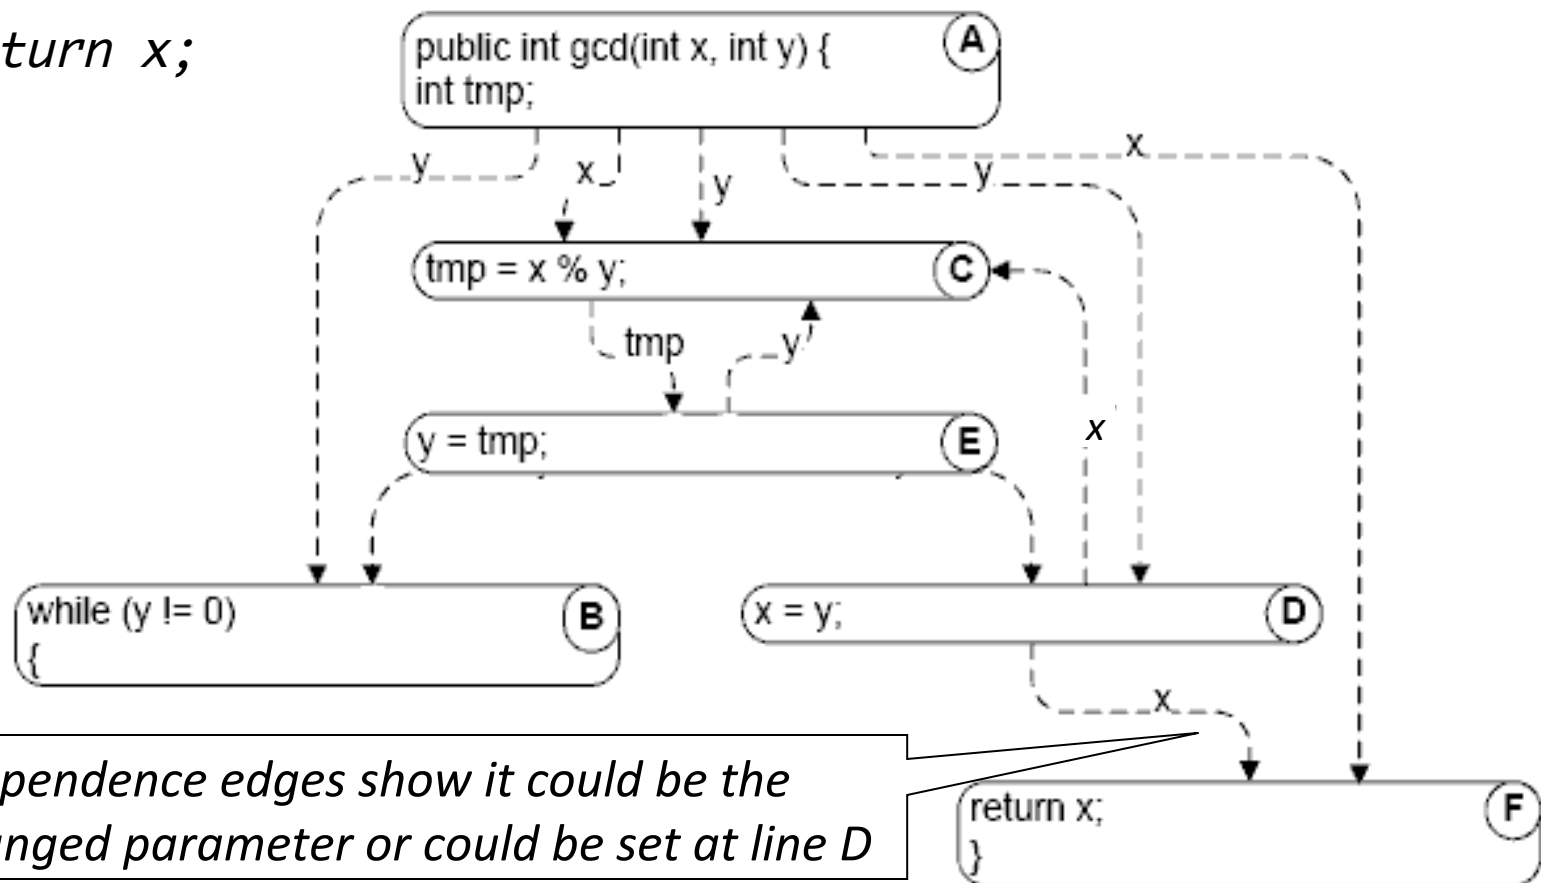 turn x;
public int gcd(int x, int y) {
int tmp;
A
y
x
y
y
x
tmp = x % y;
C
tmp
y
x
y = tmp;
E
while (y != 0)
{
B
x = y;
D
x
pendence edges show it could be the
nged parameter or could be set at line D
return x;
}
F